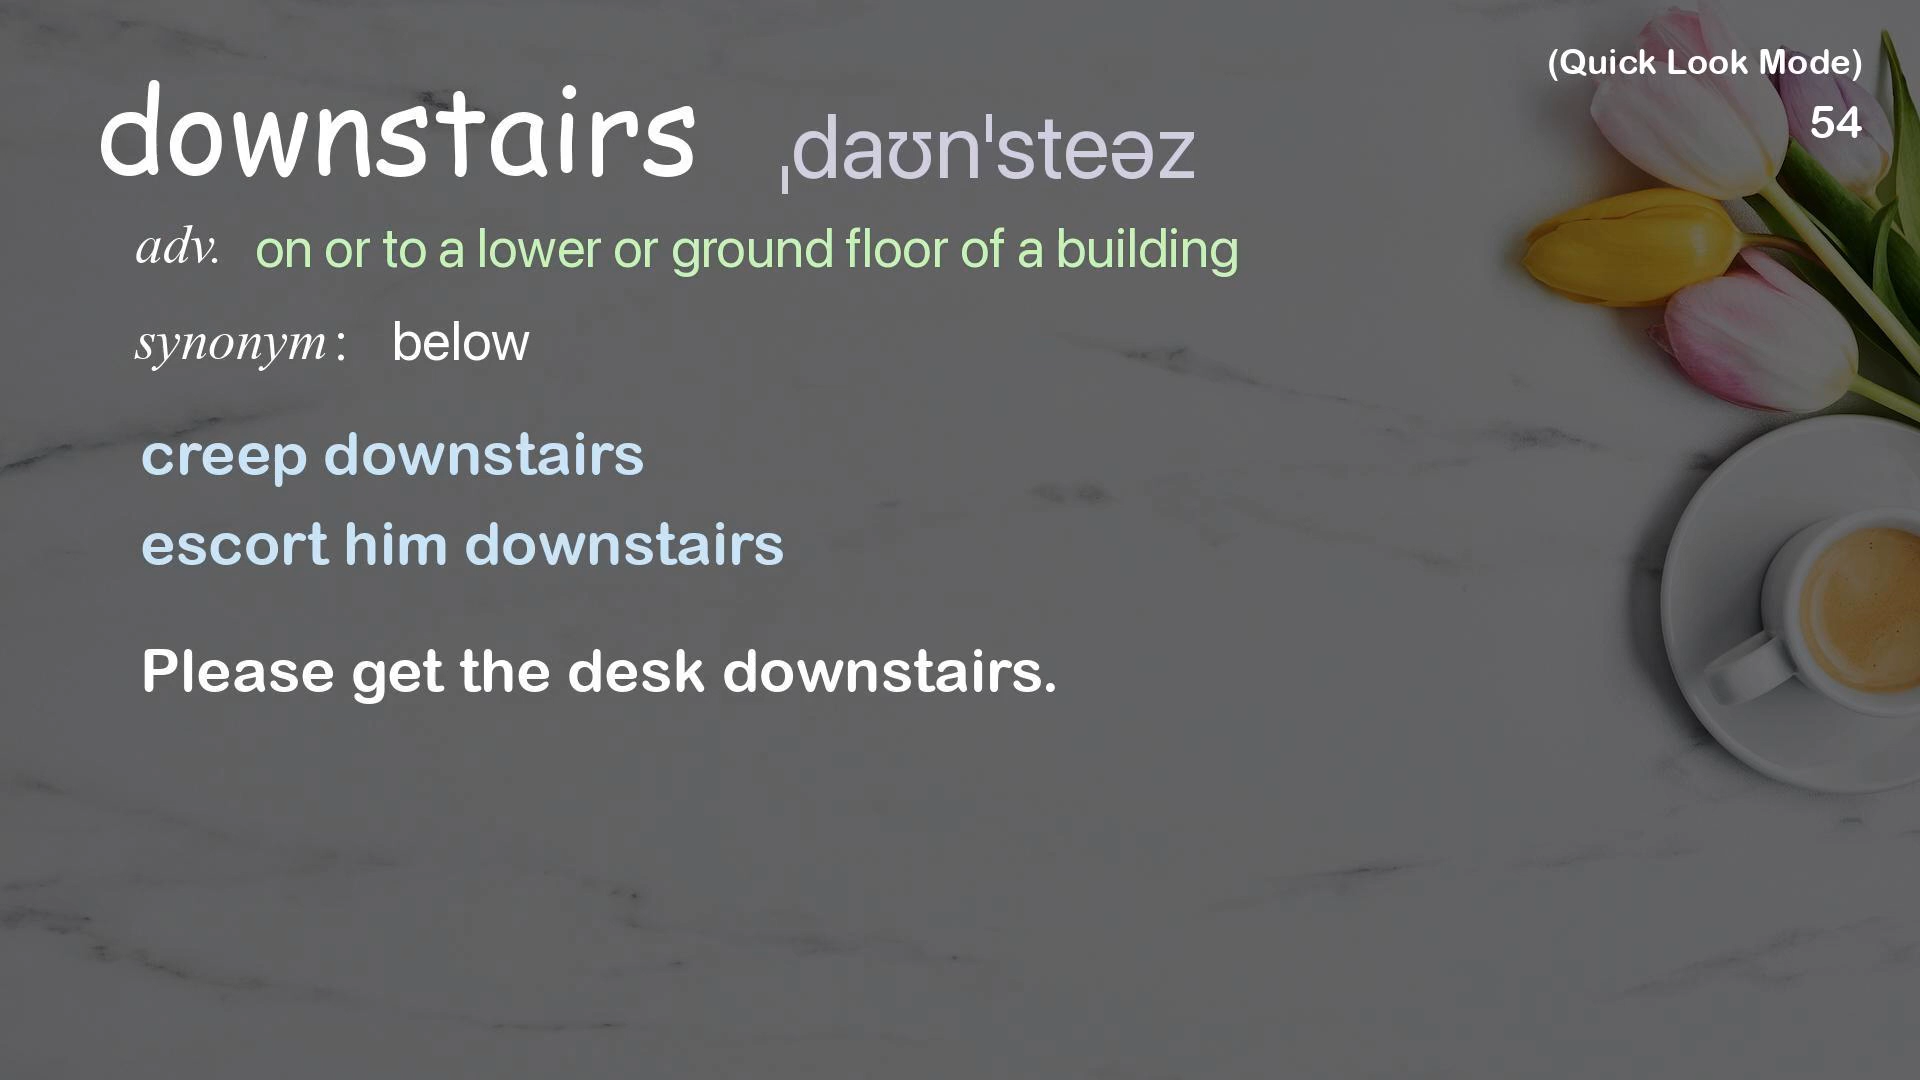 (Quick Look Mode)
54
downstairs ˌdaʊnˈsteəz
adv. on or to a lower or ground floor of a building
synonym : below
creep downstairs
escort him downstairs
Please get the desk downstairs.